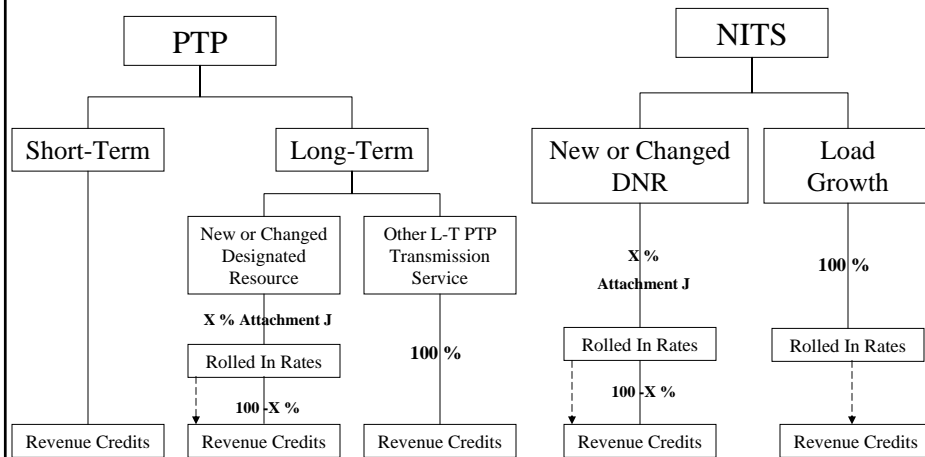 PTP
NITS
Short-Term
Long-Term
New or Changed
DNR
Load
Growth
New or Changed
Designated
Resource
Other L-T PTP
Transmission
Service
X %
Attachment J
100 %
X % Attachment J
100 %
Rolled In Rates
Rolled In Rates
Rolled In Rates
100 -X %
100 -X %
Revenue Credits
Revenue Credits
Revenue Credits
Revenue Credits
Revenue Credits